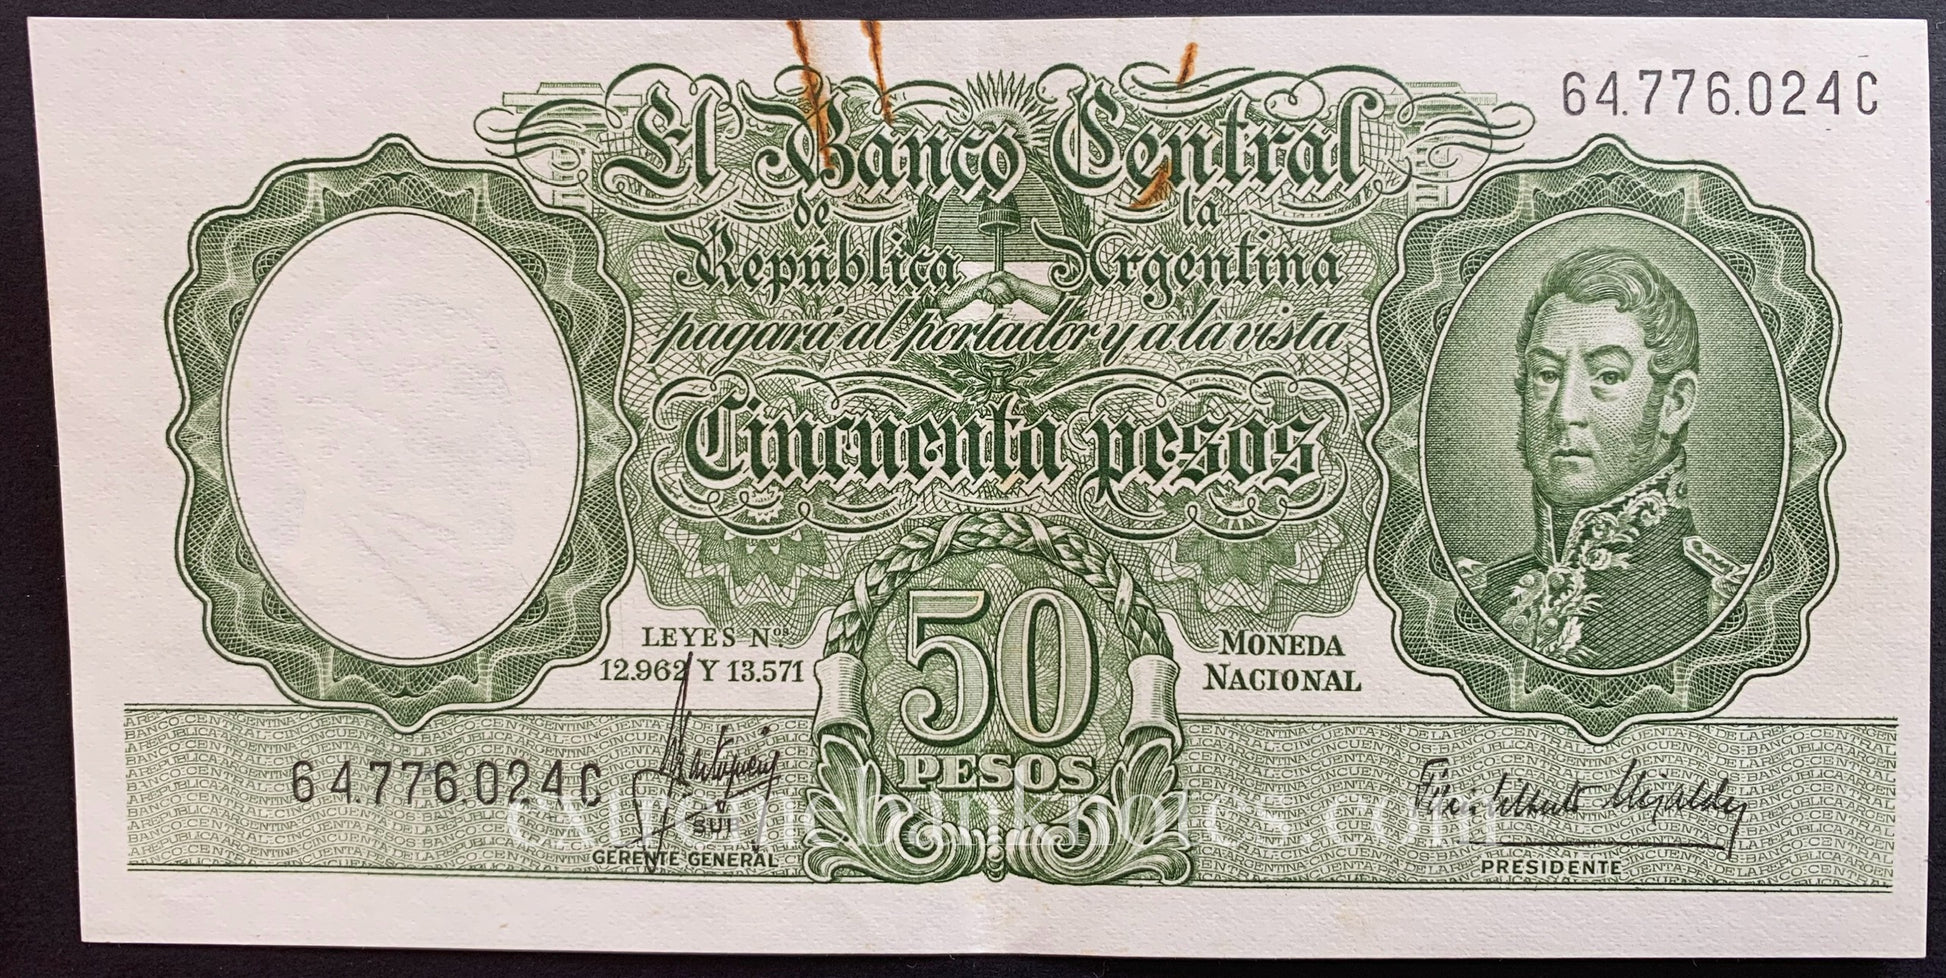 64.776.024C
El Banco Central
de la
República Argentina
pagará al portador y a la vista
Cincuenta pesos
LEYES Nos.
12.962 Y 13.571
50
PESOS
MONEDA
NACIONAL
64.776.024C
GERENTE GENERAL
PRESIDENTE